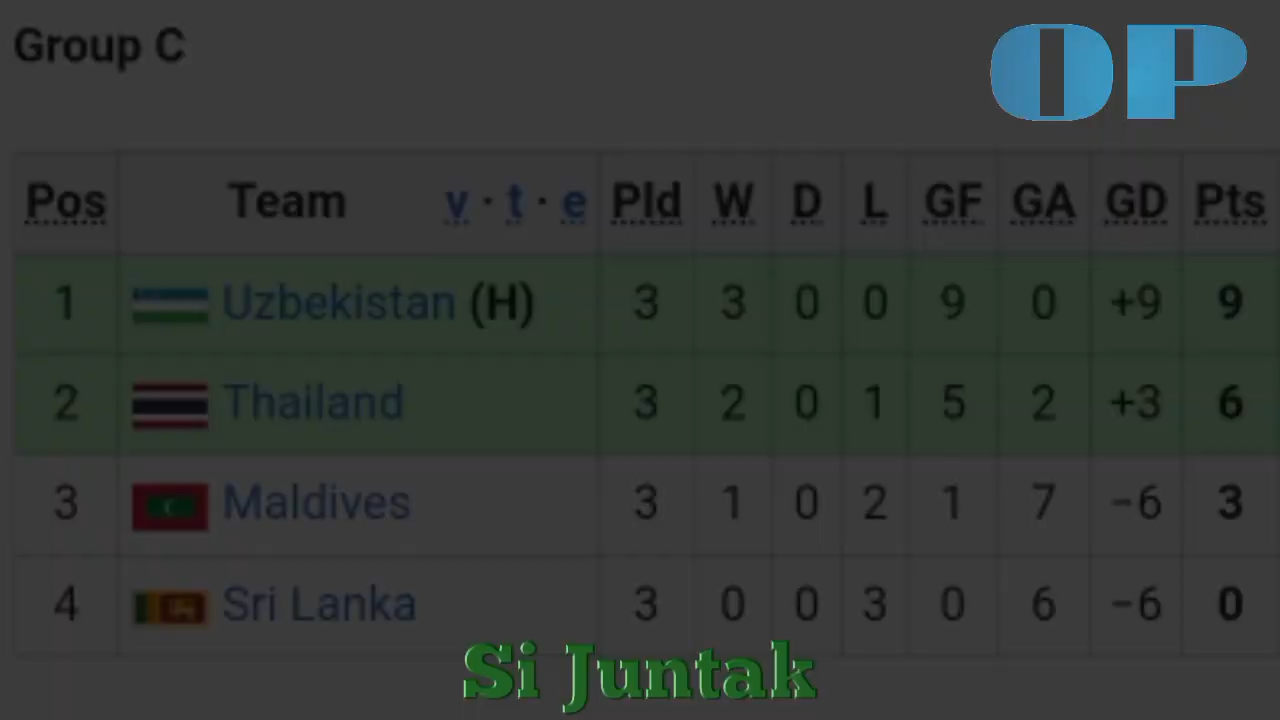 Group C
OP
Pos Team v · t · e Pld W D L GF GA GD Pts
1 Uzbekistan (H) 3 3 0 0 9 0 +9 9
2 Thailand 3 2 0 1 5 2 +3 6
3 Maldives 3 1 0 2 1 7 −6 3
4 Sri Lanka 3 0 0 3 0 6 −6 0
Si Juntak